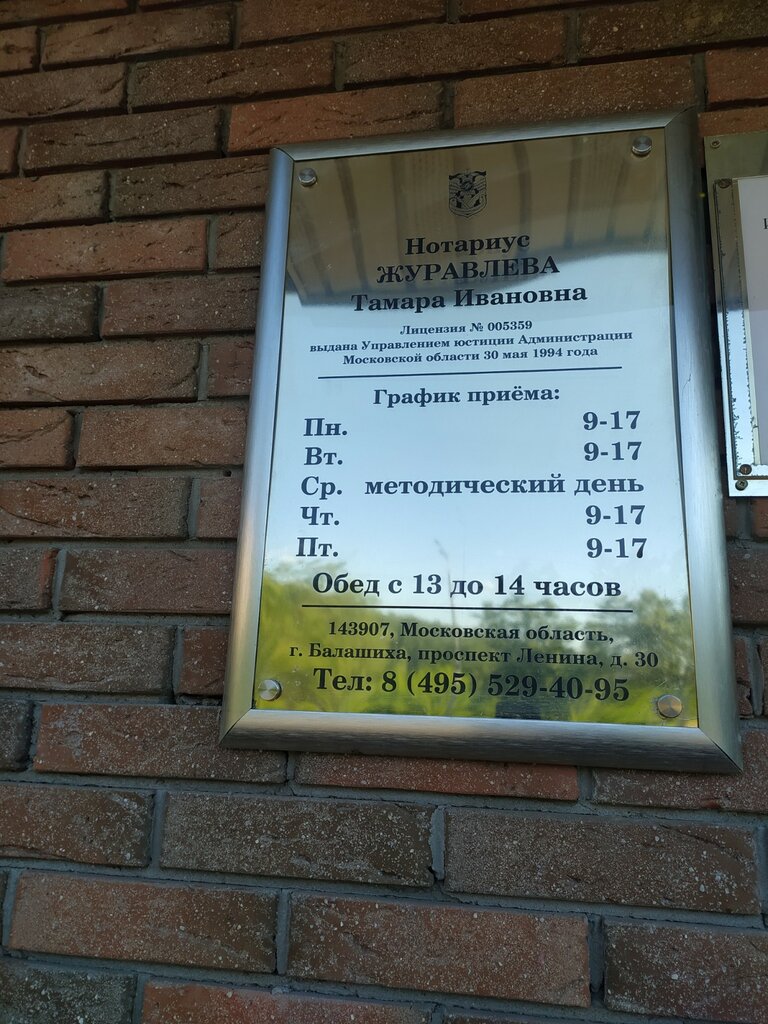 Нотариус
ЖУРАВЛЕВА
Тамара Ивановна
Лицензия № 005359
выдана Управлением юстиции Администрации
Московской области 30 мая 1994 года
График приёма:
Пн. 9-17
Вт. 9-17
Ср. методический день
Чт. 9-17
Пт. 9-17
Обед с 13 до 14 часов
143907, Московская область,
г. Балашиха, проспект Ленина, д. 30
Тел: 8 (495) 529-40-95